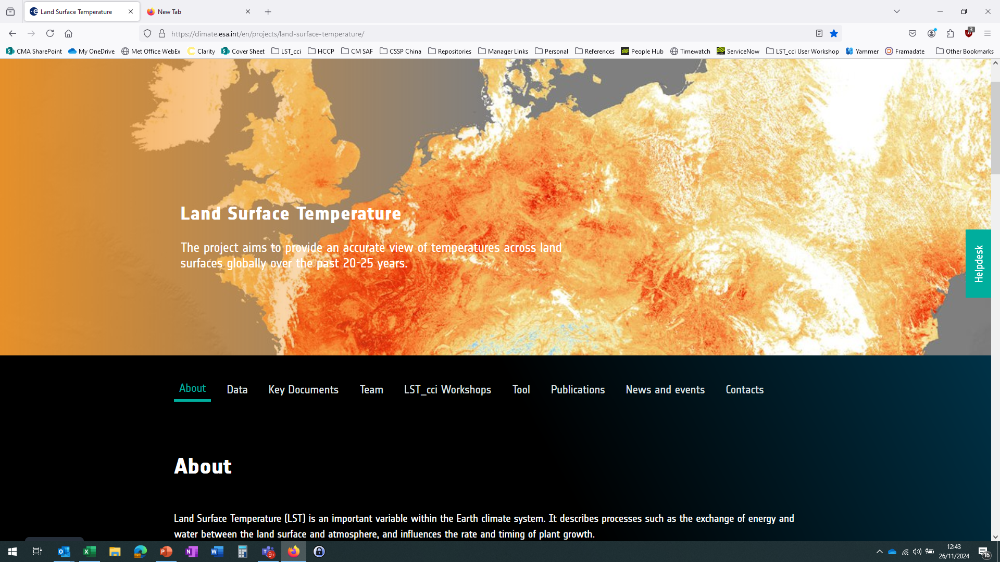 Land Surface Temperature
New Tab
https://climate.esa.int/en/projects/land-surface-temperature/
3
CMA SharePoint My OneDrive Met Office WebEx Clarity Cover Sheet LST_cci HCCP CM SAF CSSP China Repositories Manager Links Personal References People Hub Timewatch ServiceNow LST_cci User Workshop Yammer Framadate Other Bookmarks
Land Surface Temperature
The project aims to provide an accurate view of temperatures across land
surfaces globally over the past 20-25 years.
Helpdesk
About Data Key Documents Team LST_cci Workshops Tool Publications News and events Contacts
About
Land Surface Temperature (LST) is an important variable within the Earth climate system. It describes processes such as the exchange of energy and
water between the land surface and atmosphere, and influences the rate and timing of plant growth.
9+
12:43
26/11/2024
16